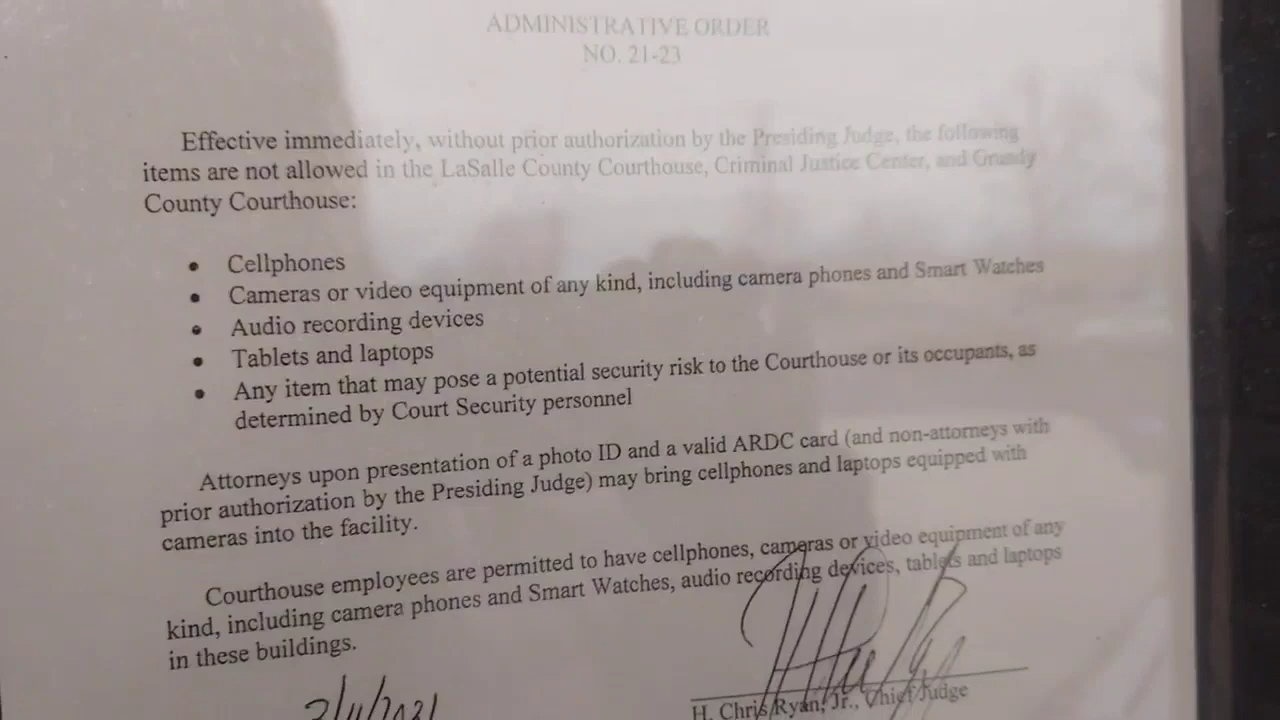 ADMINISTRATIVE ORDER
NO. 21-23
Effective immediately, without prior authorization by the Presiding Judge, the following
items are not allowed in the LaSalle County Courthouse, Criminal Justice Center, and Grundy
County Courthouse:
• Cellphones
• Cameras or video equipment of any kind, including camera phones and Smart Watches
• Audio recording devices
• Tablets and laptops
• Any item that may pose a potential security risk to the Courthouse or its occupants, as
determined by Court Security personnel
Attorneys upon presentation of a photo ID and a valid ARDC card (and non-attorneys with
prior authorization by the Presiding Judge) may bring cellphones and laptops equipped with
cameras into the facility.
Courthouse employees are permitted to have cellphones, cameras or video equipment of any
kind, including camera phones and Smart Watches, audio recording devices, tablets and laptops
in these buildings.
H. Chris Ryan, Jr., Chief Judge